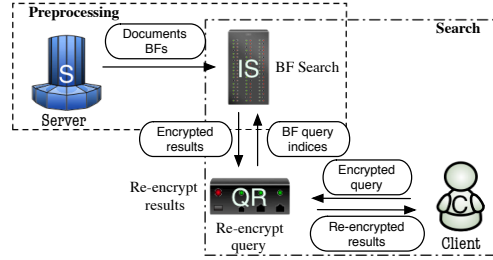 Preprocessing
Search
Documents
BFs
S
IS
BF Search
Server
Encrypted
results
BF query
indices
Encrypted
query
Re-encrypt
results
QR
C
Re-encrypt
query
Re-encrypted
results
Client